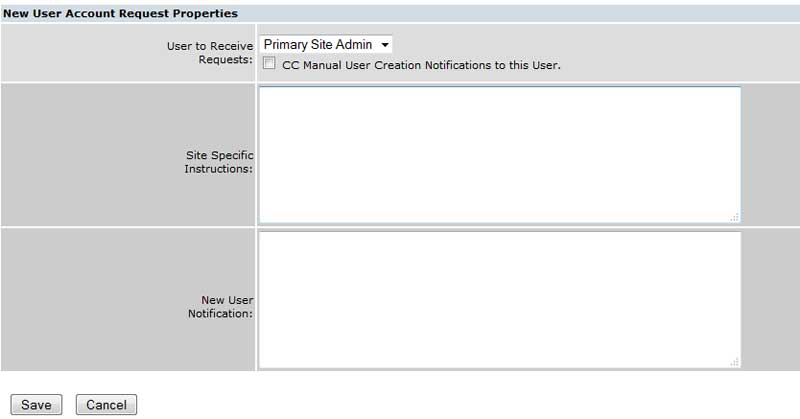 New User Account Request Properties
User to Receive
Requests:
Primary Site Admin
CC Manual User Creation Notifications to this User.
Site Specific
Instructions:
New User
Notification:
Save Cancel